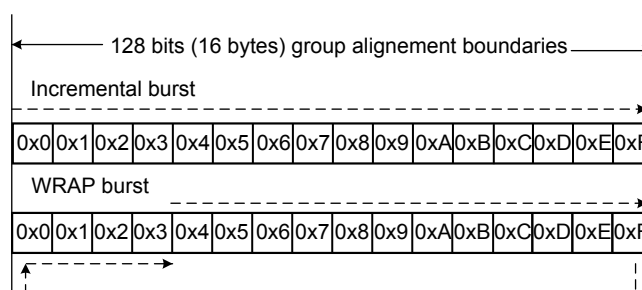 128 bits (16 bytes) group alignement boundaries
Incremental burst
0x0 0x1 0x2 0x3 0x4 0x5 0x6 0x7 0x8 0x9 0xA 0xB 0xC 0xD 0xE 0xF
WRAP burst
0x0 0x1 0x2 0x3 0x4 0x5 0x6 0x7 0x8 0x9 0xA 0xB 0xC 0xD 0xE 0xF